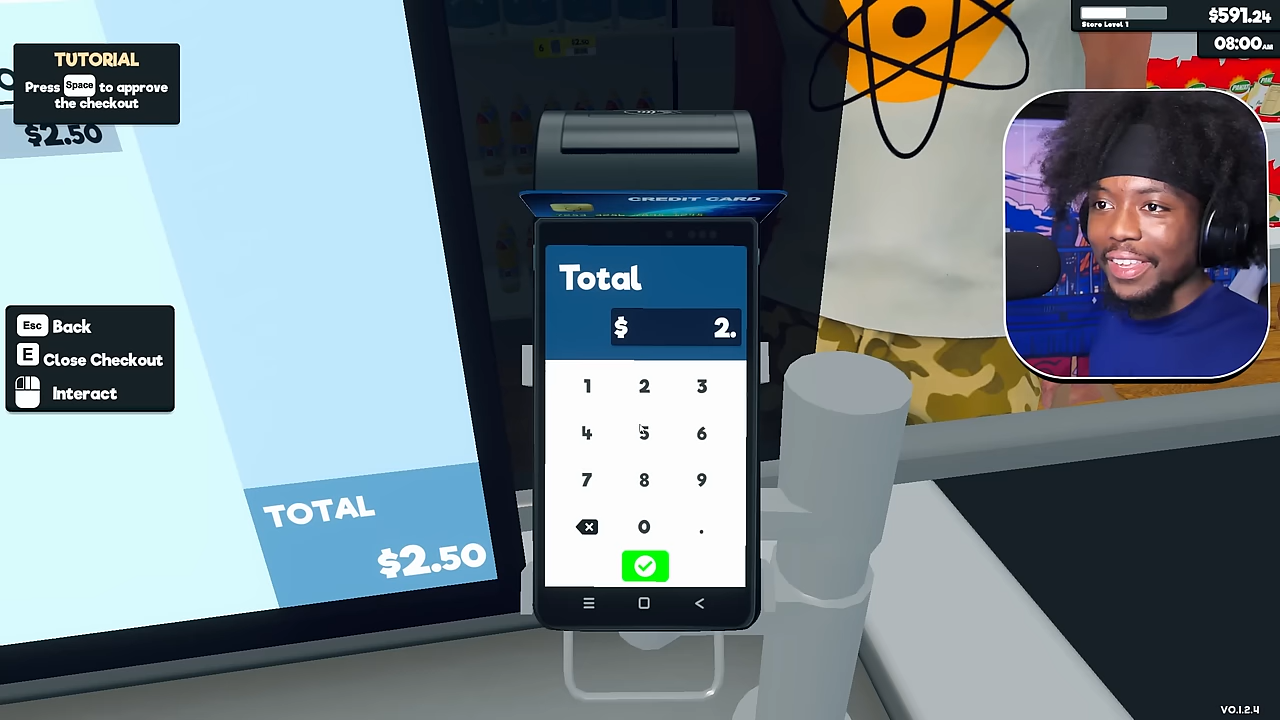 TUTORIAL
Press Space to approve
the checkout
$2.50
Esc Back
E Close Checkout
Interact
TOTAL
$2.50
CREDIT CARD
Total
$ 2.
1 2 3
4 5 6
7 8 9
0 .
$591.24
Store Level 1
08:00 AM
V0.1.2.4